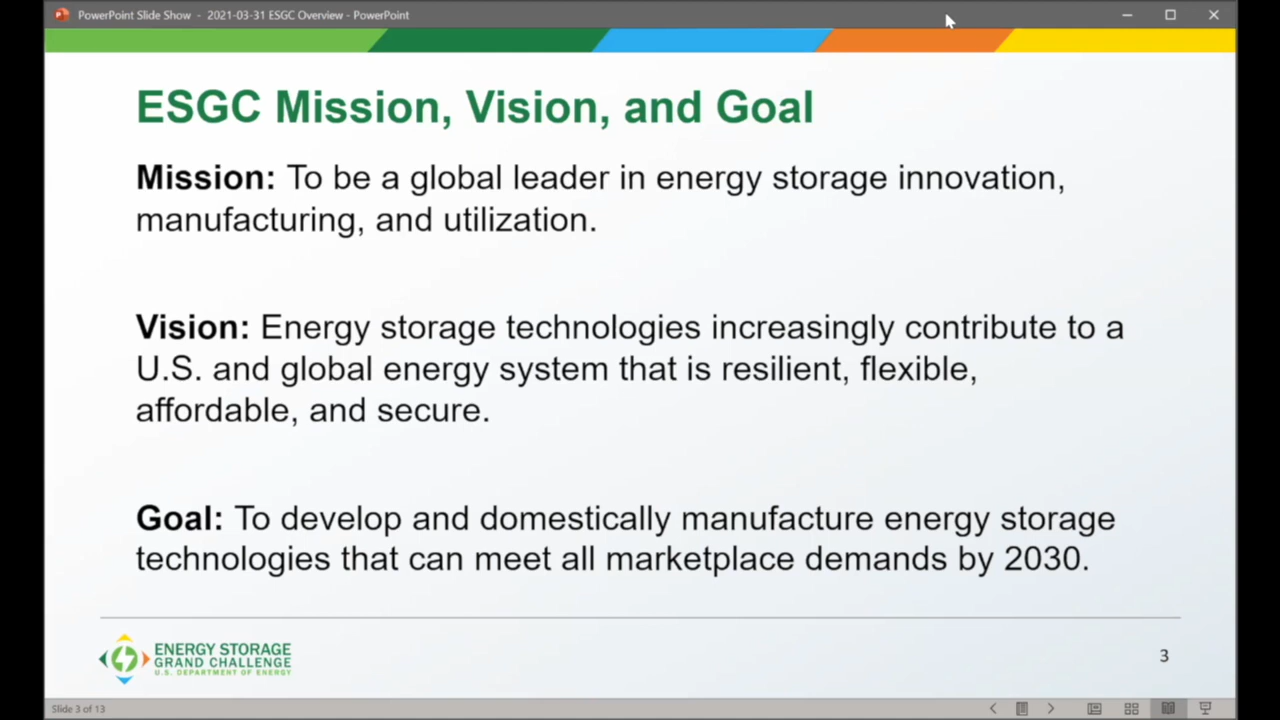 PowerPoint Slide Show - 2021-03-31 ESGC Overview - PowerPoint
ESGC Mission, Vision, and Goal
Mission: To be a global leader in energy storage innovation,
manufacturing, and utilization.
Vision: Energy storage technologies increasingly contribute to a
U.S. and global energy system that is resilient, flexible,
affordable, and secure.
Goal: To develop and domestically manufacture energy storage
technologies that can meet all marketplace demands by 2030.
ENERGY STORAGE
GRAND CHALLENGE
U.S. DEPARTMENT OF ENERGY
3
Slide 3 of 13